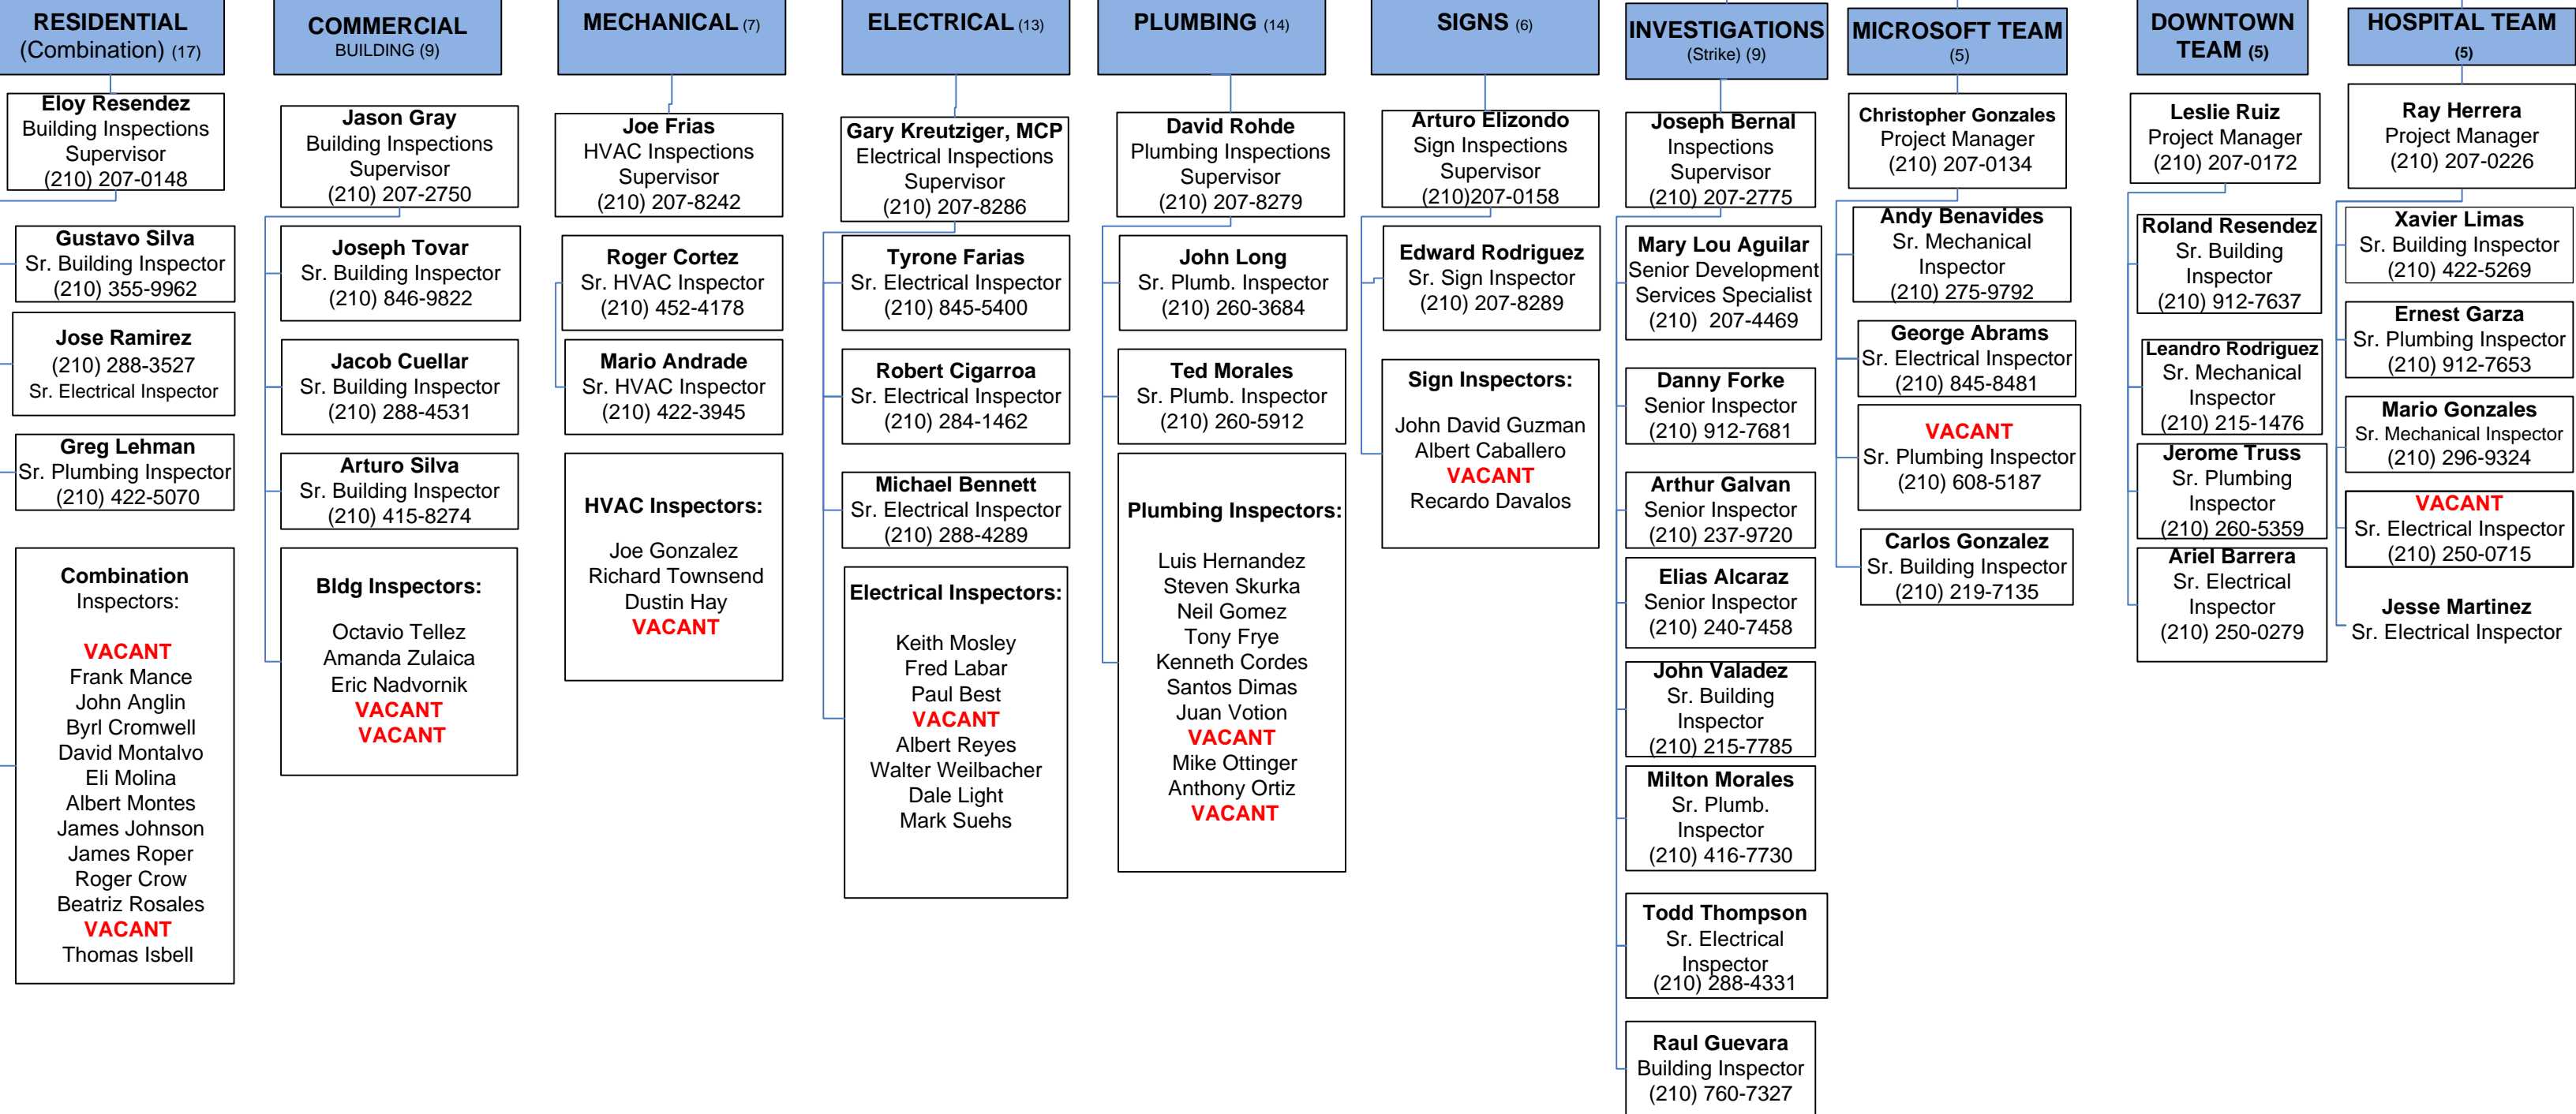 RESIDENTIAL
(Combination) (17)
Eloy Resendez
Building Inspections
Supervisor
(210) 207-0148
Gustavo Silva
Sr. Building Inspector
(210) 355-9962
Jose Ramirez
(210) 288-3527
Sr. Electrical Inspector
Greg Lehman
Sr. Plumbing Inspector
(210) 422-5070
Combination
Inspectors:
VACANT
Frank Mance
John Anglin
Byrl Cromwell
David Montalvo
Eli Molina
Albert Montes
James Johnson
James Roper
Roger Crow
Beatriz Rosales
VACANT
Thomas Isbell
COMMERCIAL
BUILDING (9)
Jason Gray
Building Inspections
Supervisor
(210) 207-2750
Joseph Tovar
Sr. Building Inspector
(210) 846-9822
Jacob Cuellar
Sr. Building Inspector
(210) 288-4531
Arturo Silva
Sr. Building Inspector
(210) 415-8274
Bldg Inspectors:
Octavio Tellez
Amanda Zulaica
Eric Nadvornik
VACANT
VACANT
MECHANICAL (7)
Joe Frias
HVAC Inspections
Supervisor
(210) 207-8242
Roger Cortez
Sr. HVAC Inspector
(210) 452-4178
Mario Andrade
Sr. HVAC Inspector
(210) 422-3945
HVAC Inspectors:
Joe Gonzalez
Richard Townsend
Dustin Hay
VACANT
ELECTRICAL (13)
Gary Kreutziger, MCP
Electrical Inspections
Supervisor
(210) 207-8286
Tyrone Farias
Sr. Electrical Inspector
(210) 845-5400
Robert Cigarroa
Sr. Electrical Inspector
(210) 284-1462
Michael Bennett
Sr. Electrical Inspector
(210) 288-4289
Electrical Inspectors:
Keith Mosley
Fred Labar
Paul Best
VACANT
Albert Reyes
Walter Weilbacher
Dale Light
Mark Suehs
PLUMBING (14)
David Rohde
Plumbing Inspections
Supervisor
(210) 207-8279
John Long
Sr. Plumb. Inspector
(210) 260-3684
Ted Morales
Sr. Plumb. Inspector
(210) 260-5912
Plumbing Inspectors:
Luis Hernandez
Steven Skurka
Neil Gomez
Tony Frye
Kenneth Cordes
Santos Dimas
Juan Votion
VACANT
Mike Ottinger
Anthony Ortiz
VACANT
SIGNS (6)
Arturo Elizondo
Sign Inspections
Supervisor
(210)207-0158
Edward Rodriguez
Sr. Sign Inspector
(210) 207-8289
Sign Inspectors:
John David Guzman
Albert Caballero
VACANT
Recardo Davalos
INVESTIGATIONS
(Strike) (9)
Joseph Bernal
Inspections
Supervisor
(210) 207-2775
Mary Lou Aguilar
Senior Development
Services Specialist
(210) 207-4469
Danny Forke
Senior Inspector
(210) 912-7681
Arthur Galvan
Senior Inspector
(210) 237-9720
Elias Alcaraz
Senior Inspector
(210) 240-7458
John Valadez
Sr. Building
Inspector
(210) 215-7785
Milton Morales
Sr. Plumb.
Inspector
(210) 416-7730
Todd Thompson
Sr. Electrical
Inspector
(210) 288-4331
Raul Guevara
Building Inspector
(210) 760-7327
MICROSOFT TEAM
(5)
Christopher Gonzales
Project Manager
(210) 207-0134
Andy Benavides
Sr. Mechanical
Inspector
(210) 275-9792
George Abrams
Sr. Electrical Inspector
(210) 845-8481
VACANT
Sr. Plumbing Inspector
(210) 608-5187
Carlos Gonzalez
Sr. Building Inspector
(210) 219-7135
DOWNTOWN
TEAM (5)
Leslie Ruiz
Project Manager
(210) 207-0172
Roland Resendez
Sr. Building
Inspector
(210) 912-7637
Leandro Rodriguez
Sr. Mechanical
Inspector
(210) 215-1476
Jerome Truss
Sr. Plumbing
Inspector
(210) 260-5359
Ariel Barrera
Sr. Electrical
Inspector
(210) 250-0279
HOSPITAL TEAM
(5)
Ray Herrera
Project Manager
(210) 207-0226
Xavier Limas
Sr. Building Inspector
(210) 422-5269
Ernest Garza
Sr. Plumbing Inspector
(210) 912-7653
Mario Gonzales
Sr. Mechanical Inspector
(210) 296-9324
VACANT
Sr. Electrical Inspector
(210) 250-0715
Jesse Martinez
Sr. Electrical Inspector